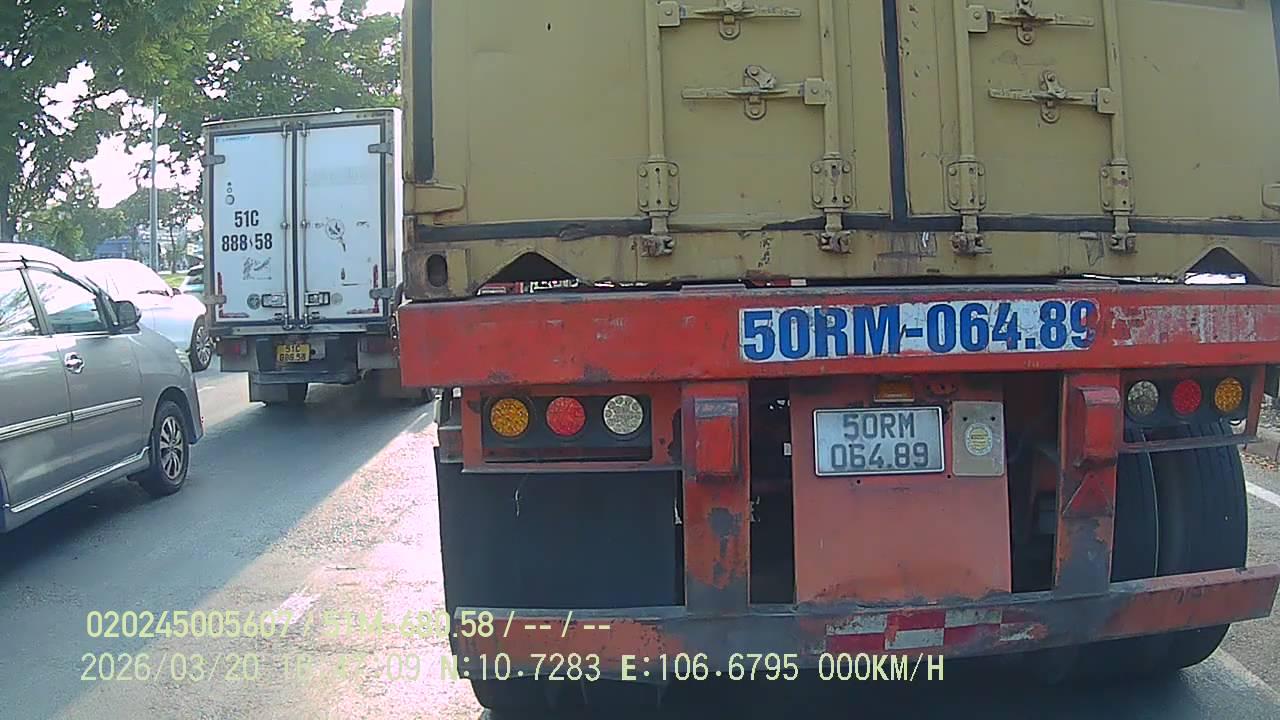 51C
888 58
51C
888.58
50RM-064.89
50RM
064.89
020245005607 / 51M-680.58 / -- / --
2026/03/20 16:47:09 N:10.7283 E:106.6795 000KM/H